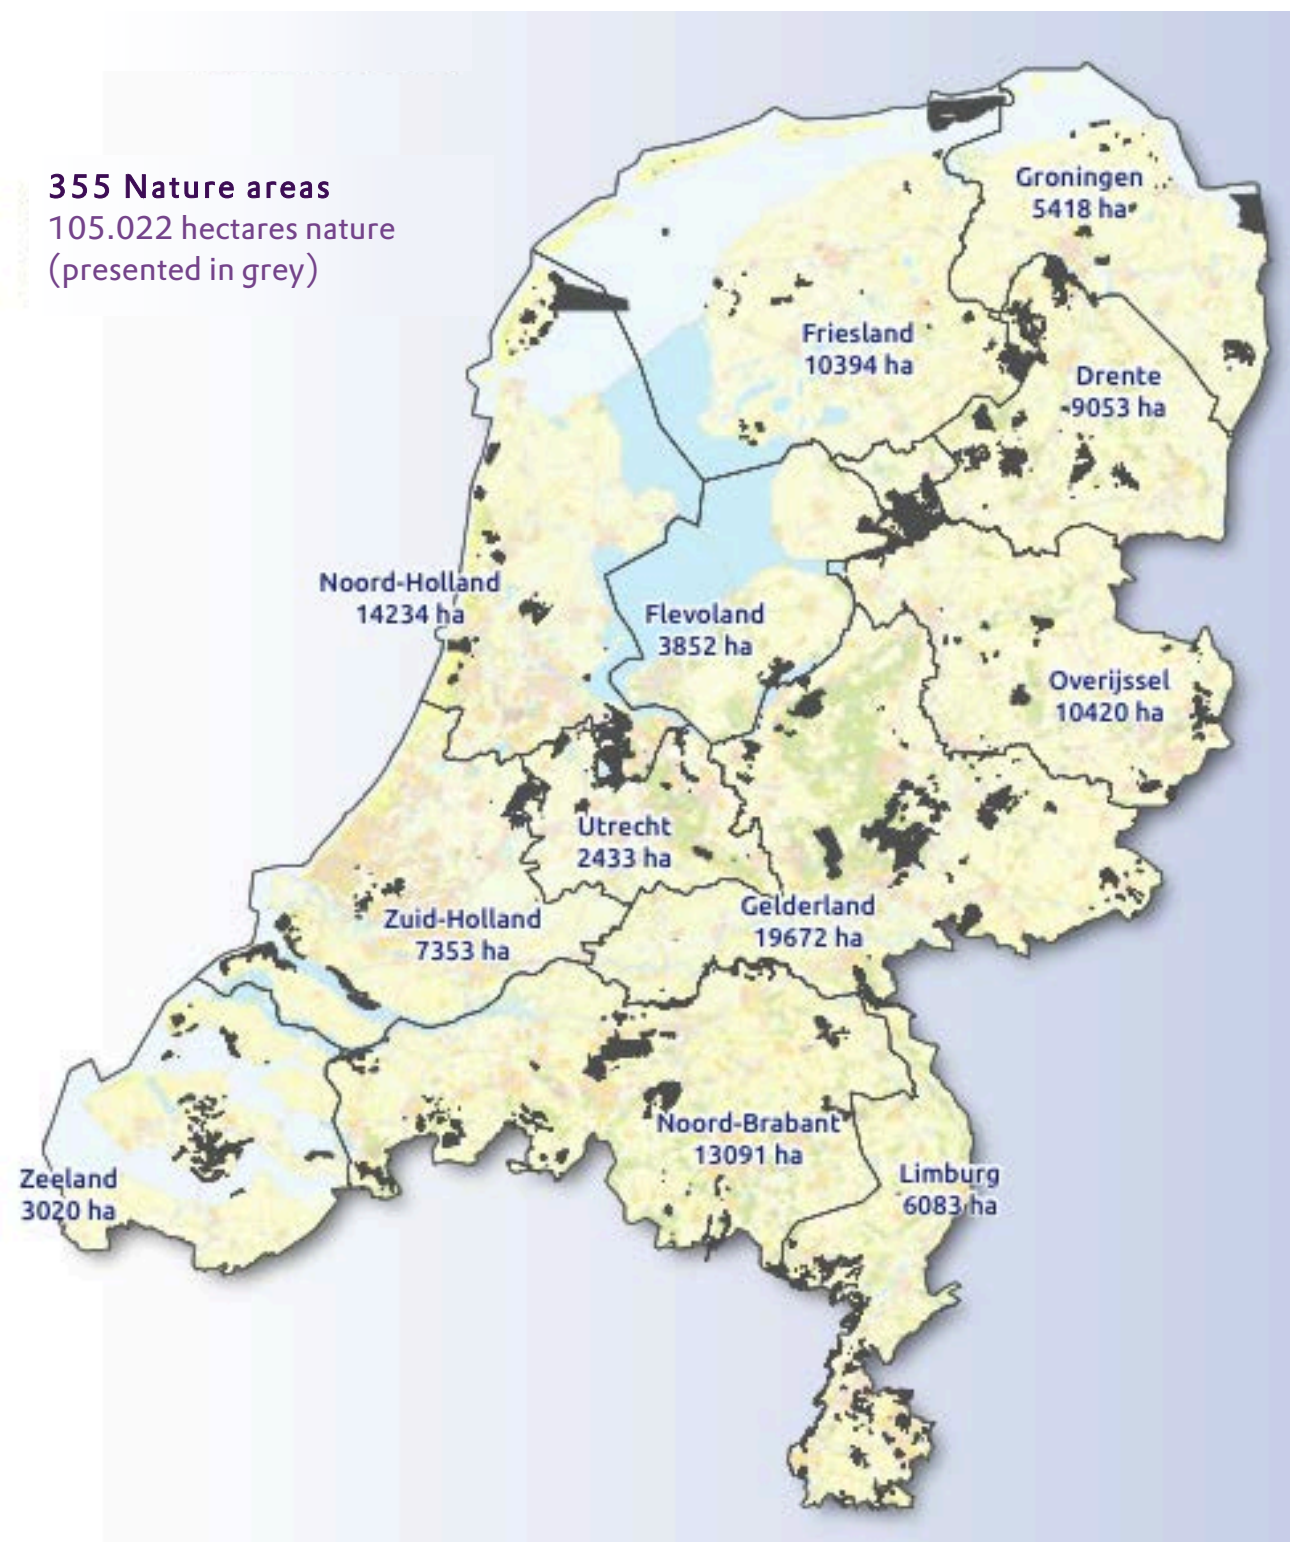 355 Nature areas
105.022 hectares nature
(presented in grey)
Groningen
5418 ha
Friesland
10394 ha
Drente
9053 ha
Noord-Holland
14234 ha
Flevoland
3852 ha
Overijssel
10420 ha
Utrecht
2433 ha
Gelderland
19672 ha
Zuid-Holland
7353 ha
Noord-Brabant
13091 ha
Zeeland
3020 ha
Limburg
6083 ha